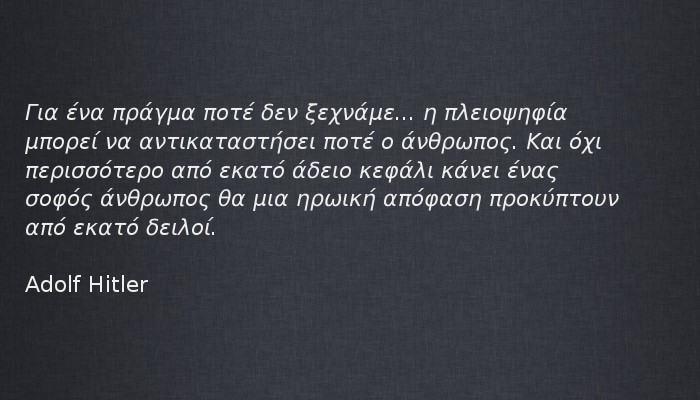 Για ένα πράγμα ποτέ δεν ξεχνάμε... η πλειοψηφία
μπορεί να αντικαταστήσει ποτέ ο άνθρωπος. Και όχι
περισσότερο από εκατό άδειο κεφάλι κάνει ένας
σοφός άνθρωπος θα μια ηρωική απόφαση προκύπτουν
από εκατό δειλοί.
Adolf Hitler